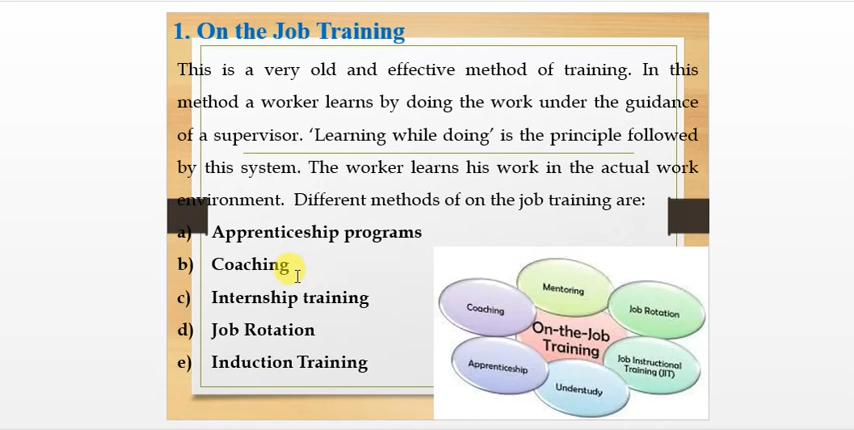 1. On the Job Training
This is a very old and effective method of training. In this
method a worker learns by doing the work under the guidance
of a supervisor. ‘Learning while doing’ is the principle followed
by this system. The worker learns his work in the actual work
environment.  Different methods of on the job training are:
a) Apprenticeship programs
b) Coaching
c) Internship training
d) Job Rotation
e) Induction Training
Mentoring
Coaching
Job Rotation
On-the-Job
Training
Job Instructional
Training (JIT)
Apprenticeship
Understudy